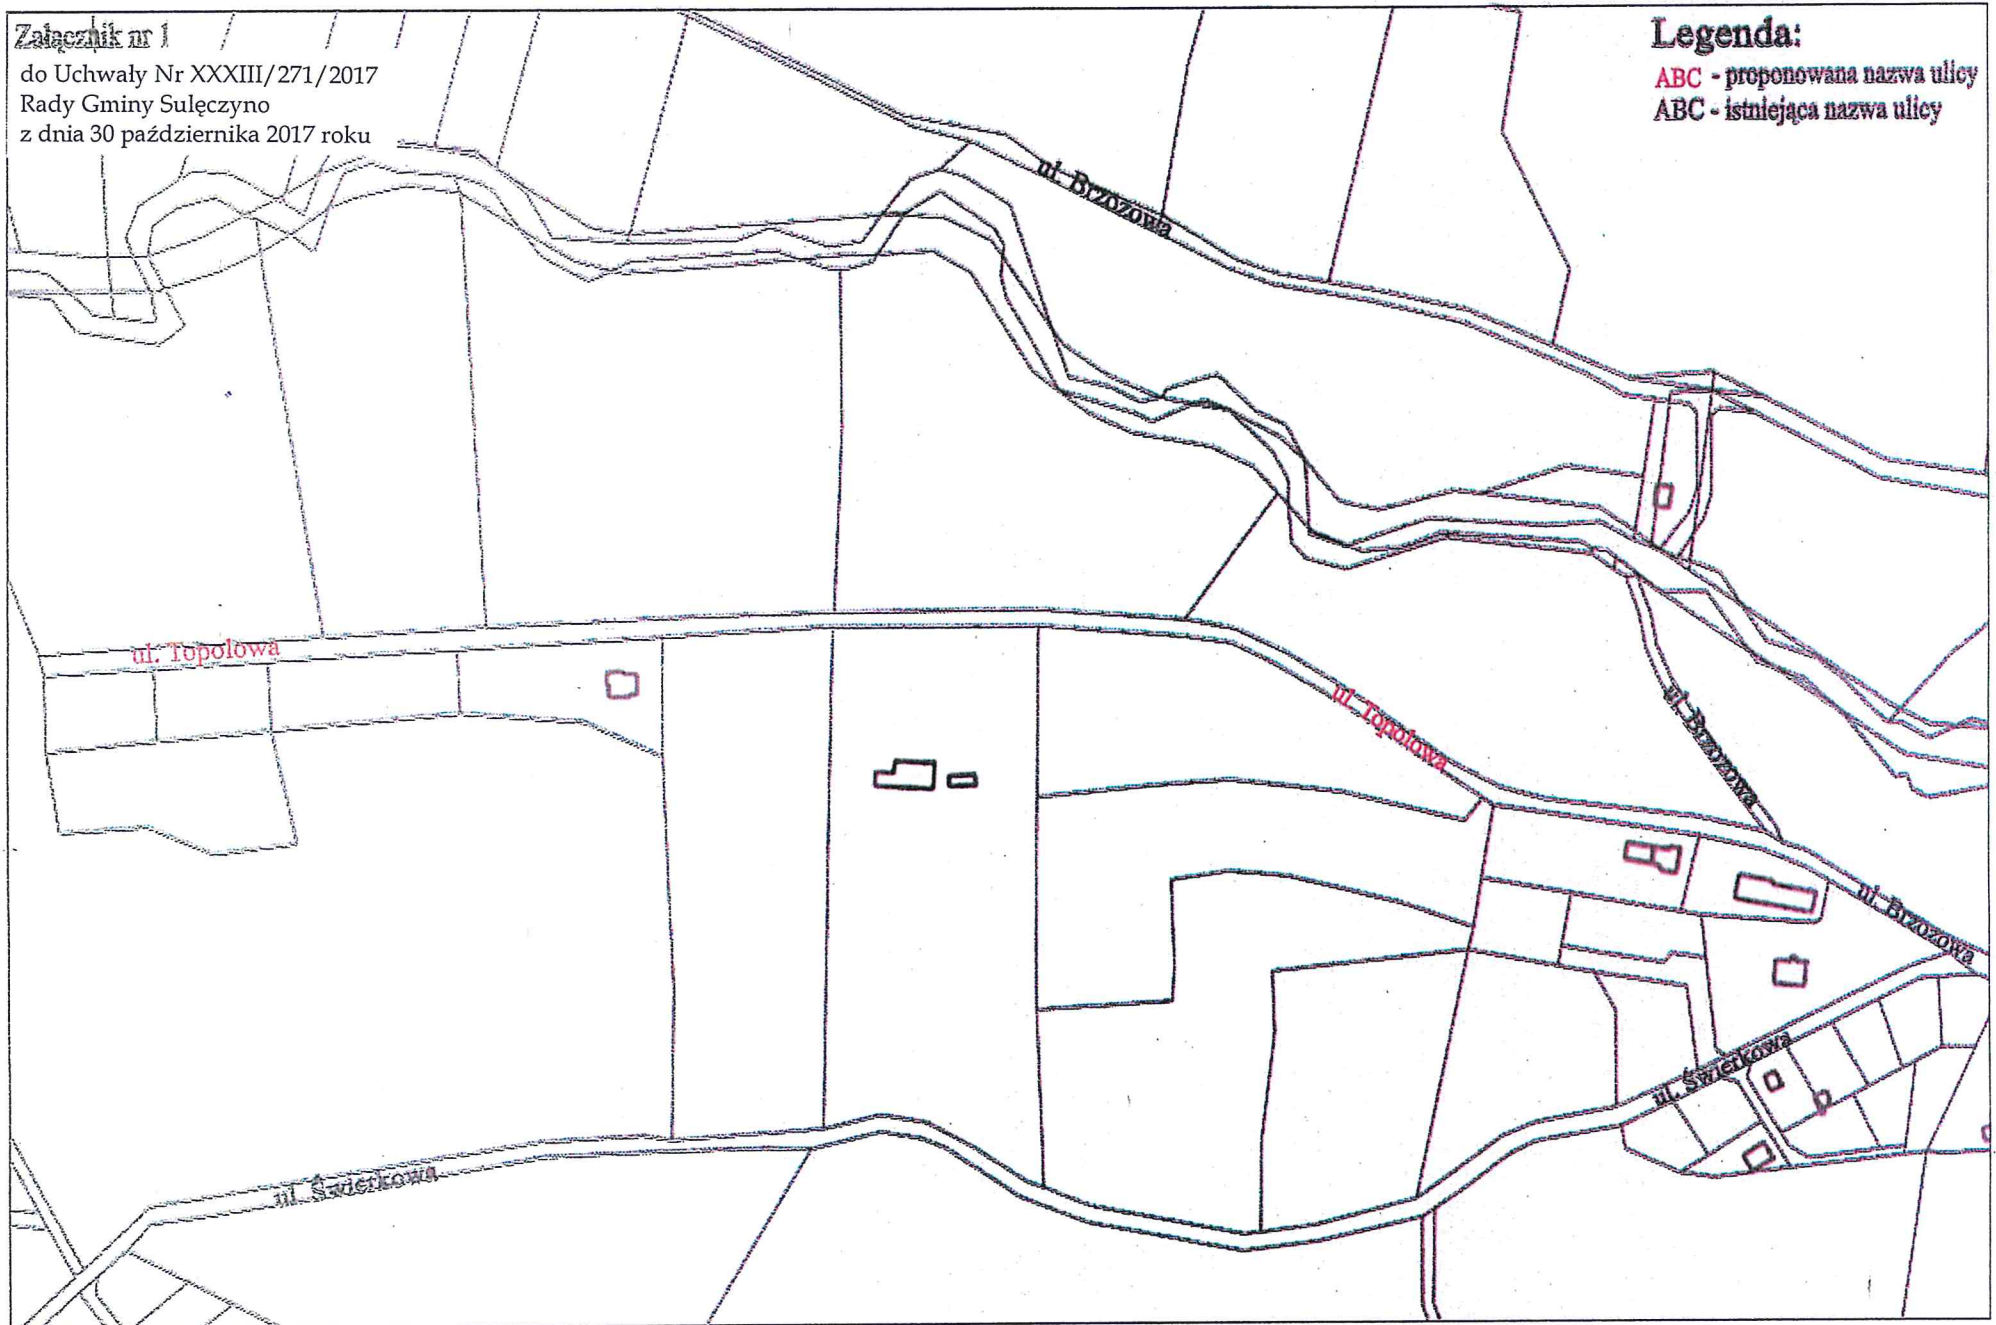 Załącznik nr 1
do Uchwały Nr XXXIII/271/2017
Rady Gminy Sulęczyno
z dnia 30 października 2017 roku
Legenda:
ABC - proponowana nazwa ulicy
ABC - istniejąca nazwa ulicy
ul. Brzozowa
ul. Topolowa
ul. Topolowa
ul. Brzozowa
ul. Brzozowa
ul. Świerkowa
ul. Świerkowa